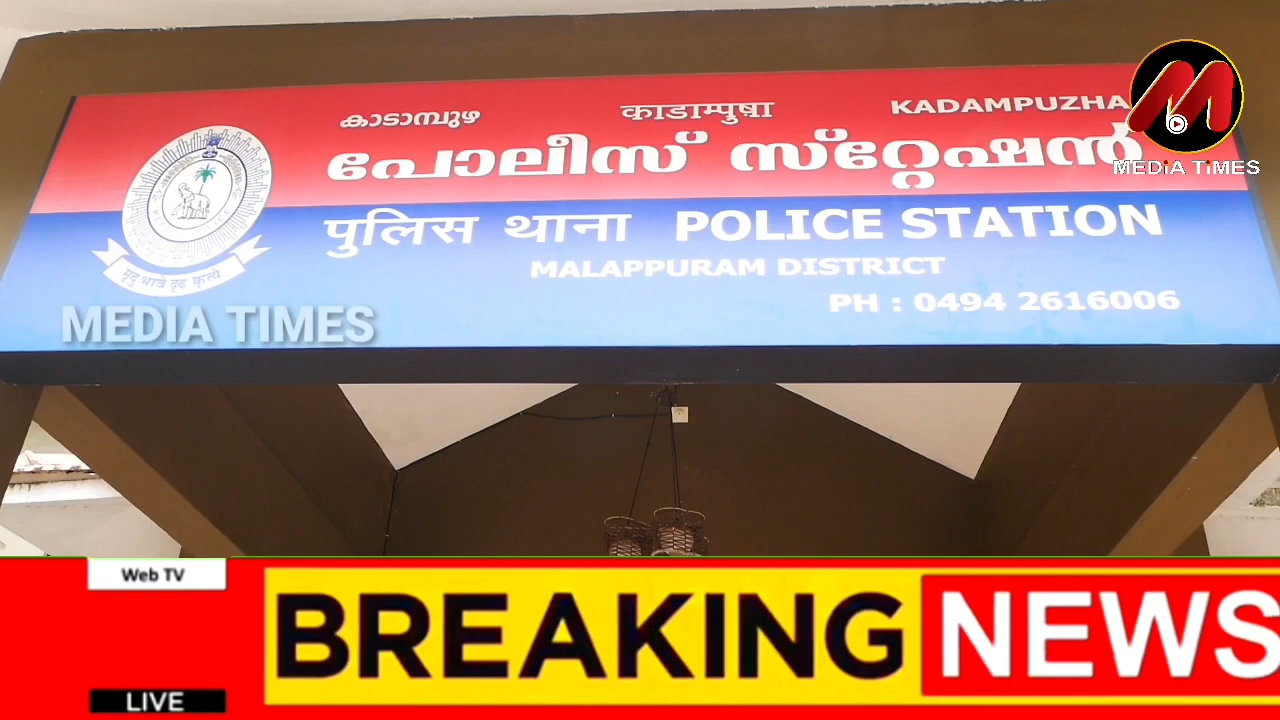 കാടാമ്പുഴ काडाम्पुषा KADAMPUZHA
പോലീസ് സ്റ്റേഷൻ
पुलिस थाना POLICE STATION
MALAPPURAM DISTRICT
PH : 0494 2616006
मृदु भावे दृढ कृत्ये
MEDiA TiMES
MEDIA TIMES
Web TV
BREAKING NEWS
LIVE